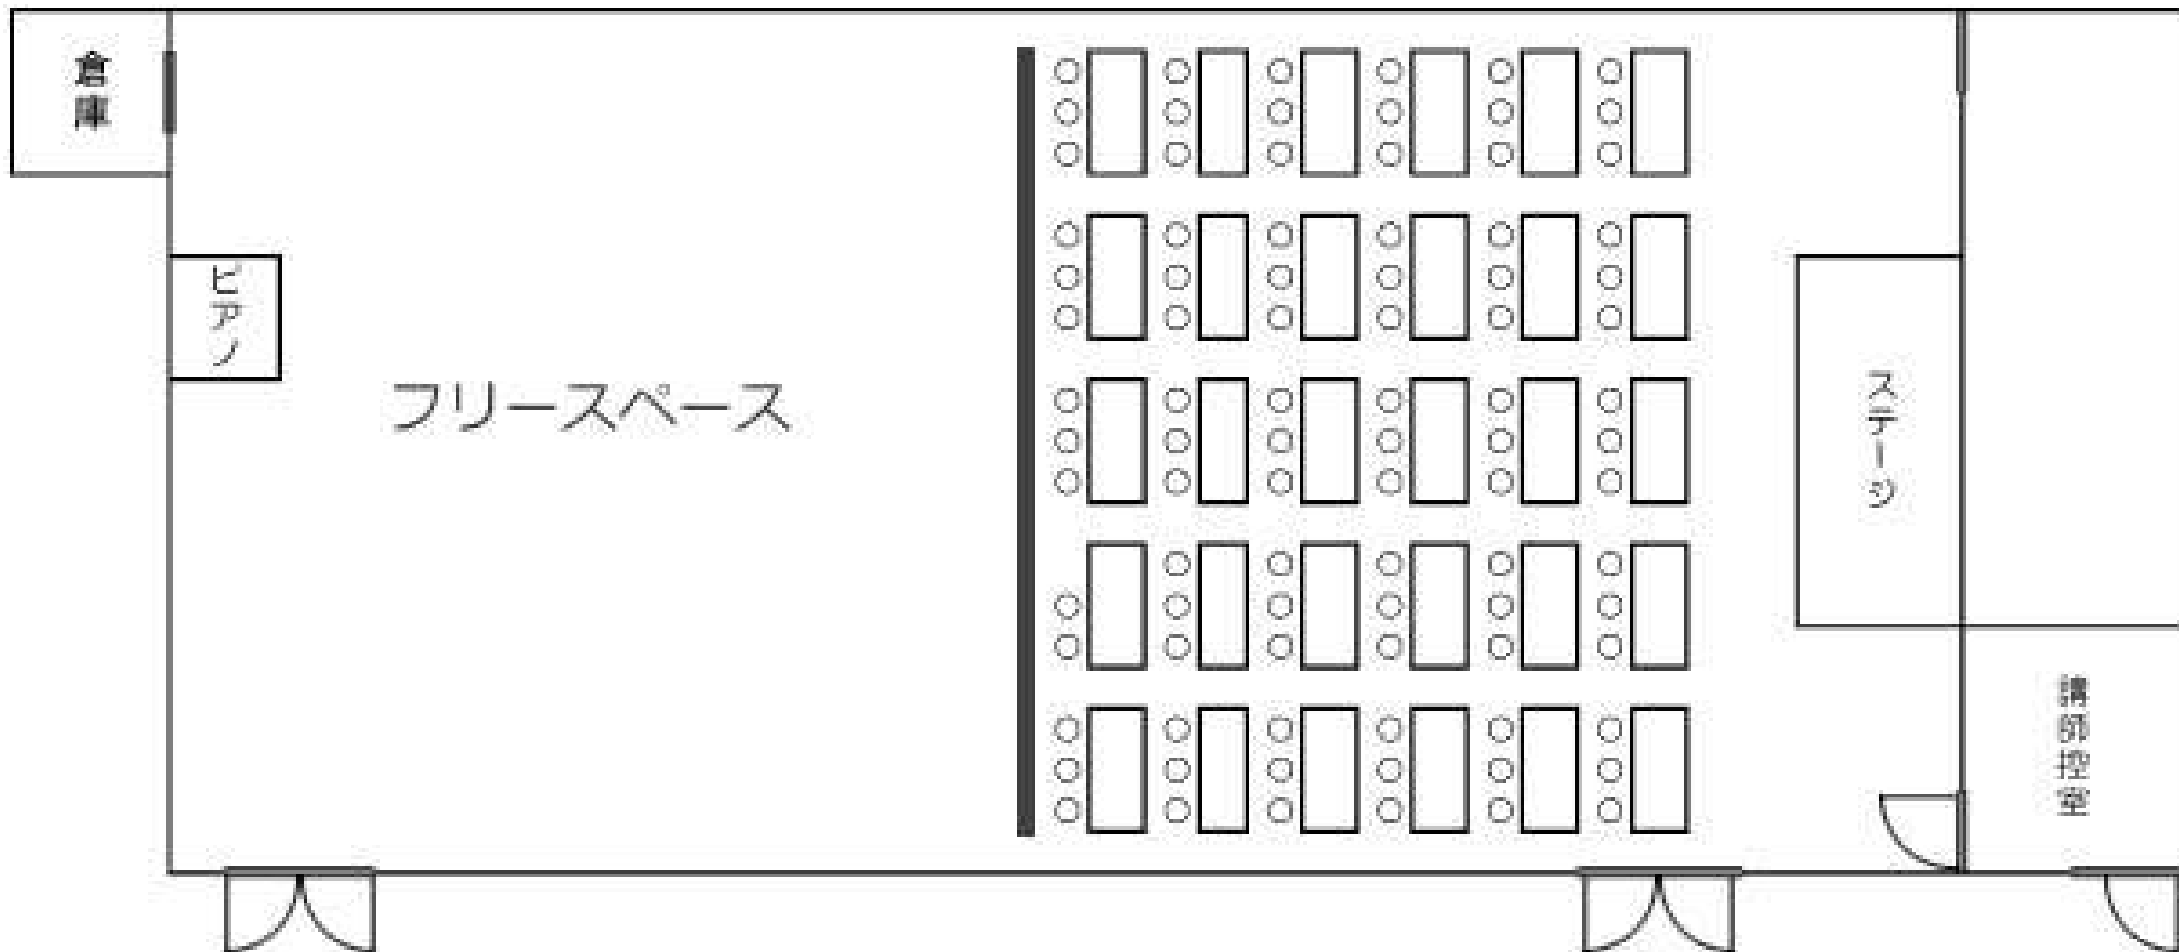 倉庫
ピアノ
フリースペース
ステージ
講師控室